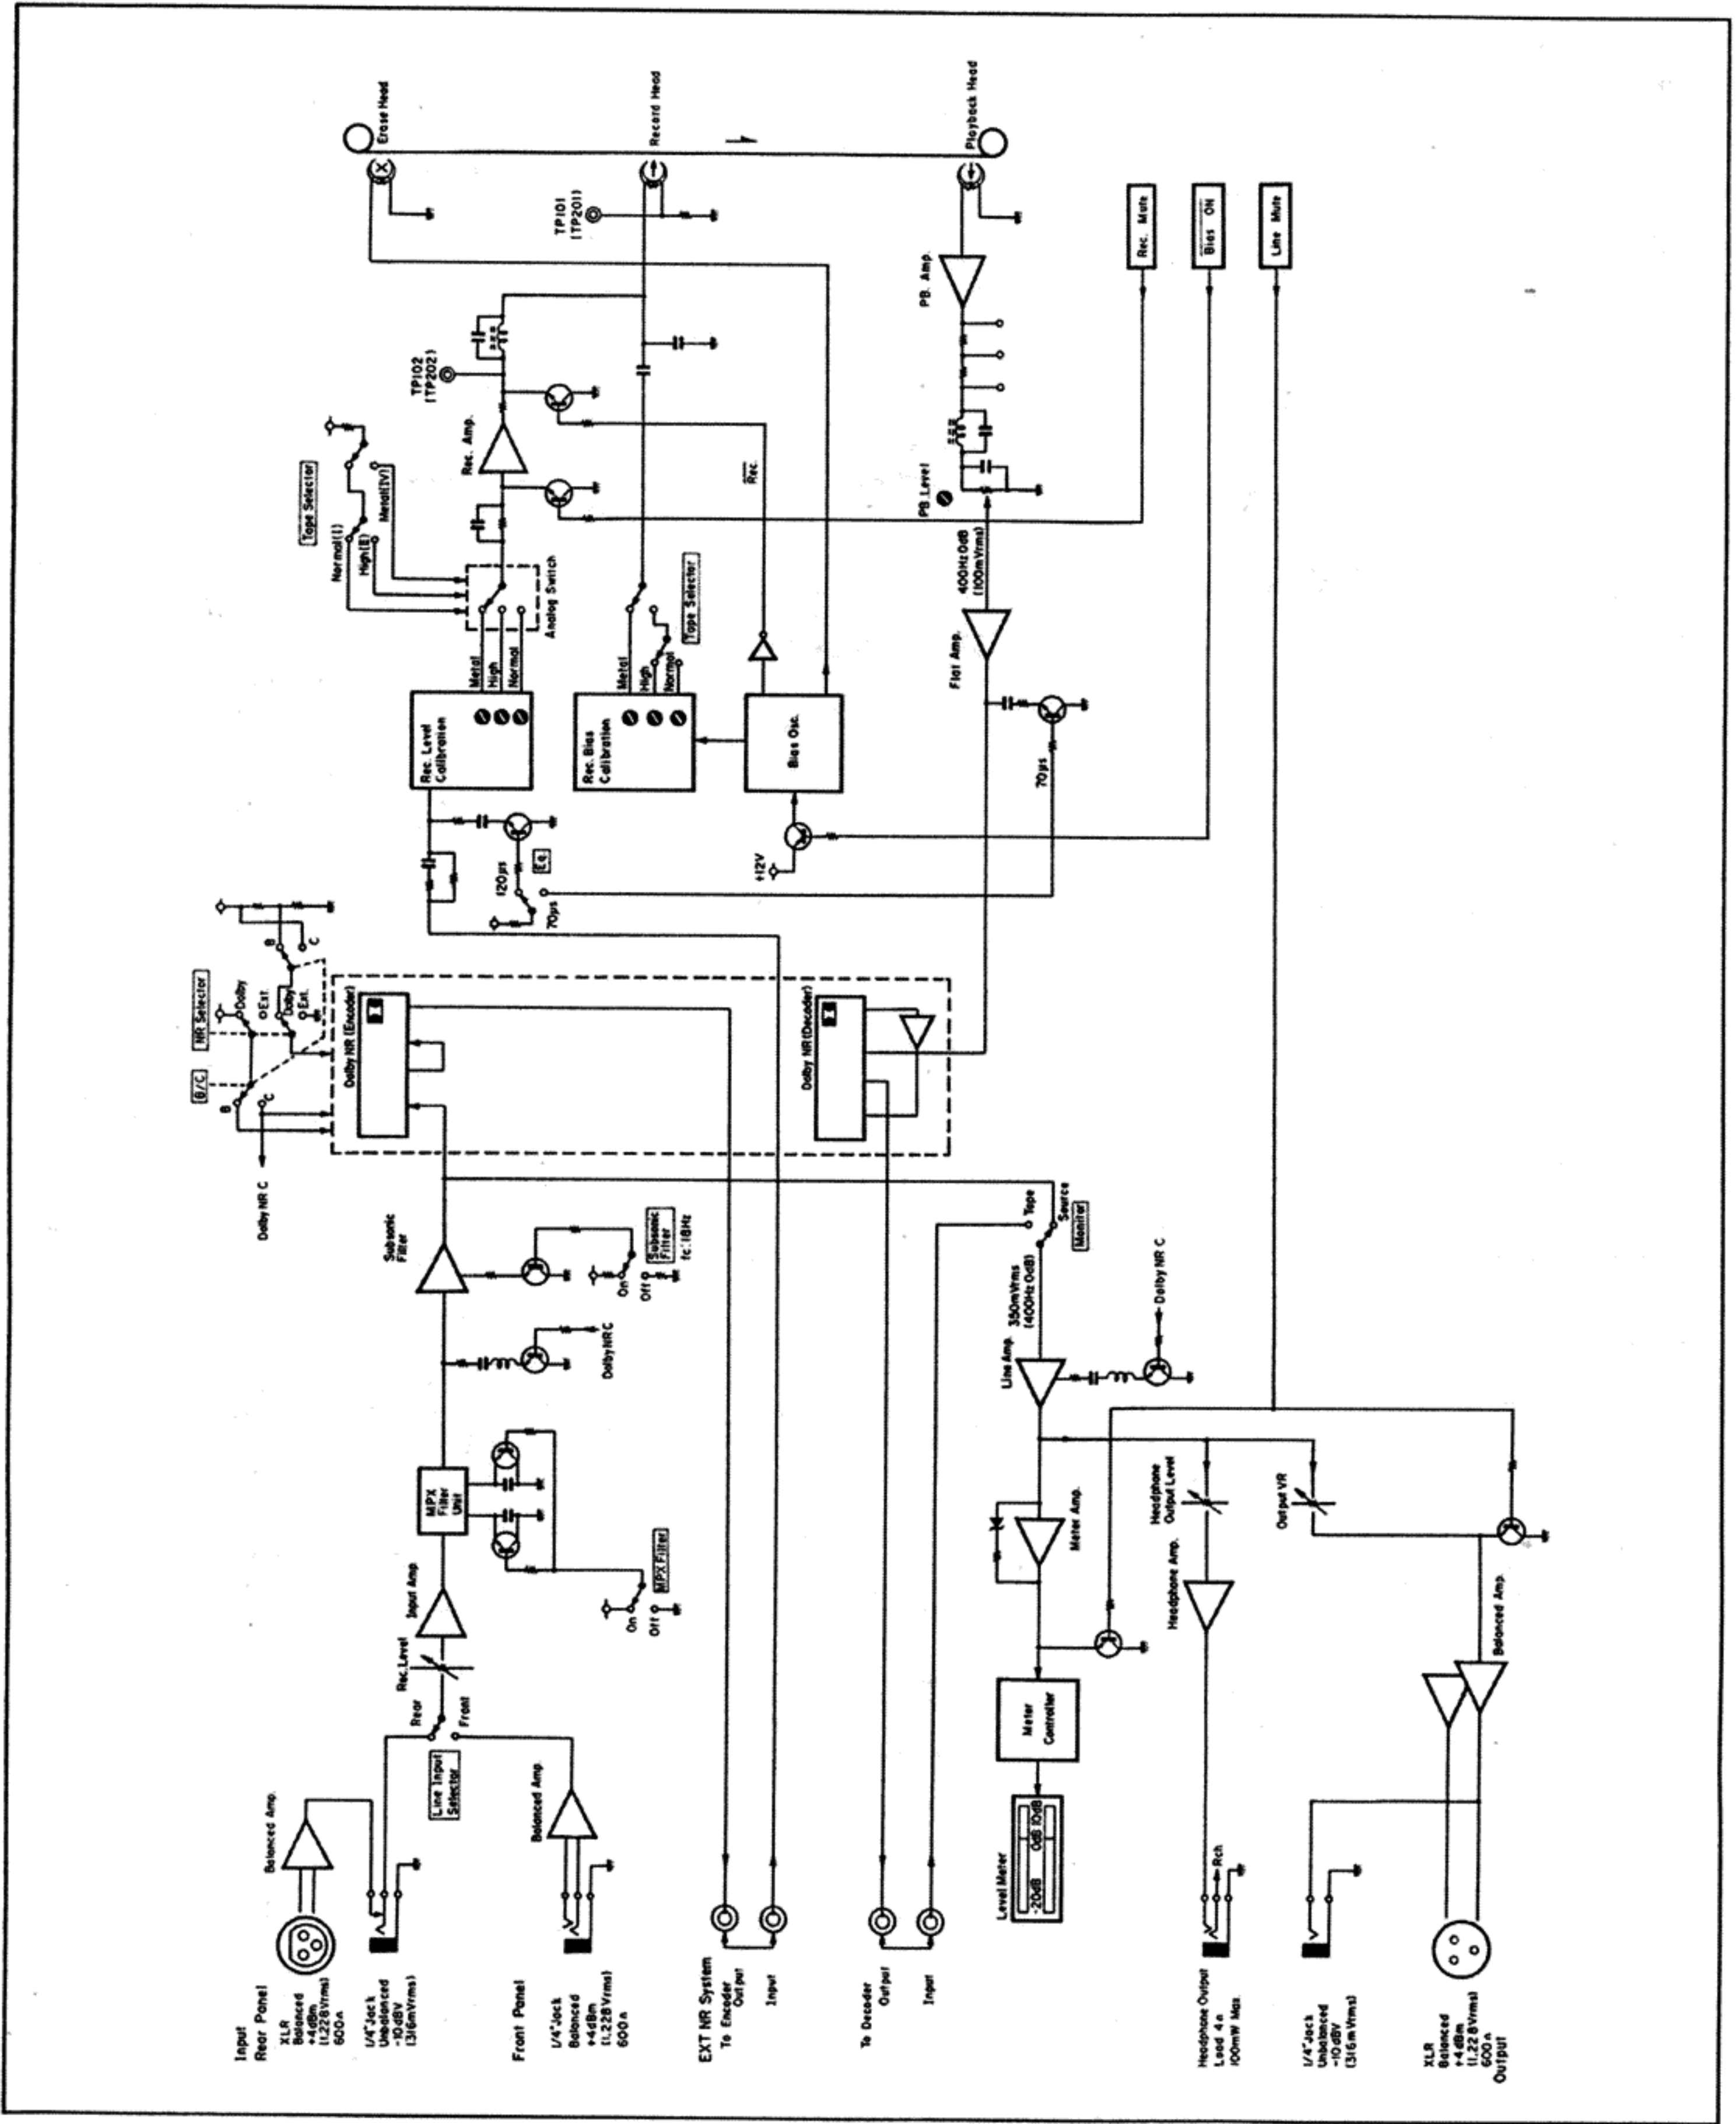 Input
Rear Panel
XLR
Balanced
+4dBm
(1.228Vrms)
600Ω
1/4" Jack
Unbalanced
-10dBV
(316mVrms)
Balanced Amp.
Front Panel
1/4" Jack
Balanced
+4dBm
(1.228Vrms)
600Ω
Balanced Amp.
Line Input
Selector
Rear
Front
Rec. Level
Input Amp.
MPX
Filter
Unit
On
Off
MPX Filter
Dolby NR C
Subsonic
Filter
On
Off
Subsonic
Filter
fc:18Hz
Dolby NR C
B/C
B
C
NR Selector
Dolby
Ext.
Dolby
Ext.
B
C
Dolby NR (Encoder)
Dolby NR (Decoder)
120μs
70μs
Eq.
Rec. Level
Calibration
Metal
High
Normal
Analog Switch
Tape Selector
Normal(I)
High(II)
Metal(IV)
Rec. Amp.
TP102
(TP202)
TP101
(TP201)
Erase Head
Record Head
Playback Head
Rec. Bias
Calibration
Metal
High
Normal
Tape Selector
+12V
Bias Osc.
Rec.
PB. Amp.
PB. Level
400Hz 0dB
(100mVrms)
Flat Amp.
70μs
Rec. Mute
Bias ON
Line Mute
EXT NR System
To Encoder
Output
Input
To Decoder
Output
Input
Tape
Source
Monitor
350mVrms
(400Hz 0dB)
Line Amp.
Dolby NR C
Meter Amp.
Meter
Controller
Level Meter
-20dB 0dB 10dB
Headphone
Output Level
Headphone Amp.
Output VR
Balanced Amp.
Headphone Output
Load 4Ω
100mW Max.
Rch
1/4" Jack
Unbalanced
-10dBV
(316mVrms)
XLR
Balanced
+4dBm
(1.228Vrms)
600Ω
Output